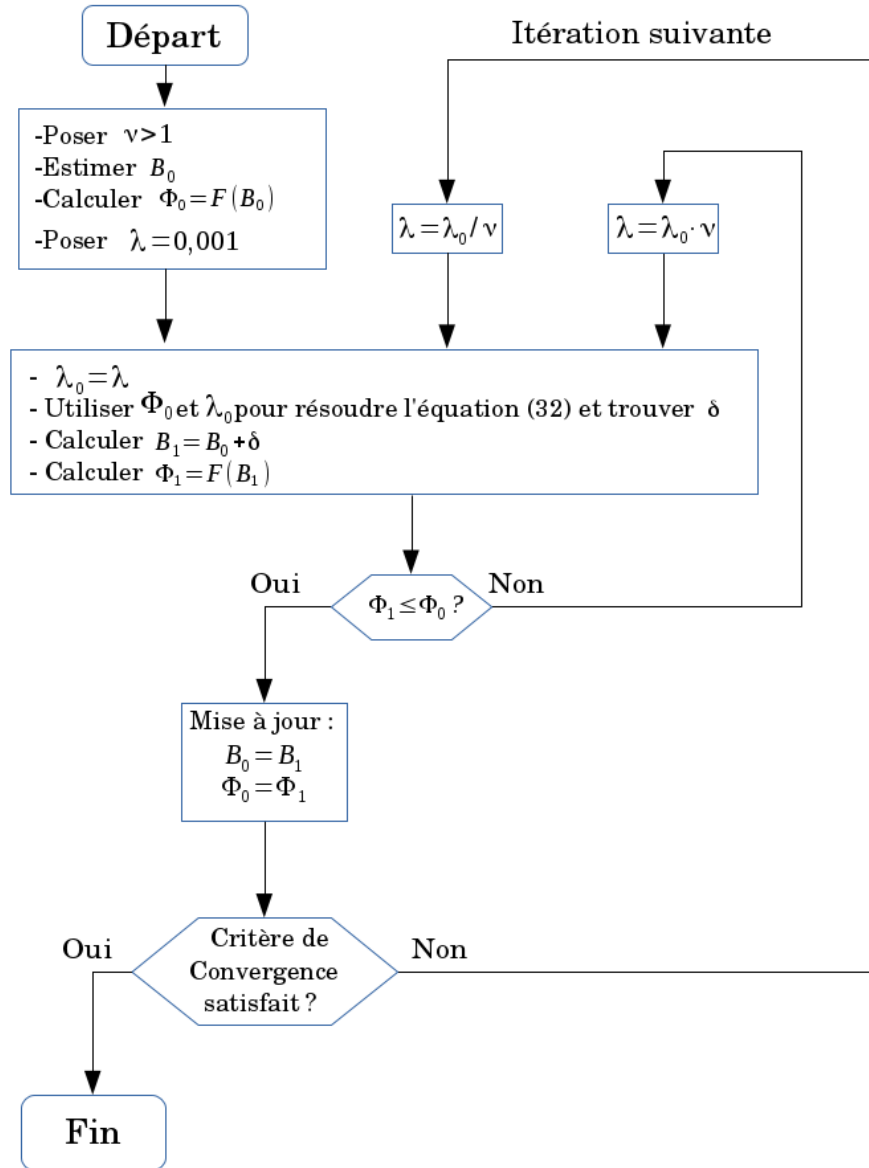 Départ
Itération suivante
-Poser ν>1
-Estimer B₀
-Calculer Φ₀=F(B₀)
-Poser λ=0,001
λ=λ₀/ν
λ=λ₀·ν
- λ₀=λ
- Utiliser Φ₀ et λ₀ pour résoudre l'équation (32) et trouver δ
- Calculer B₁=B₀+δ
- Calculer Φ₁=F(B₁)
Oui
Non
Φ₁≤Φ₀ ?
Mise à jour :
B₀=B₁
Φ₀=Φ₁
Oui
Non
Critère de
Convergence
satisfait ?
Fin